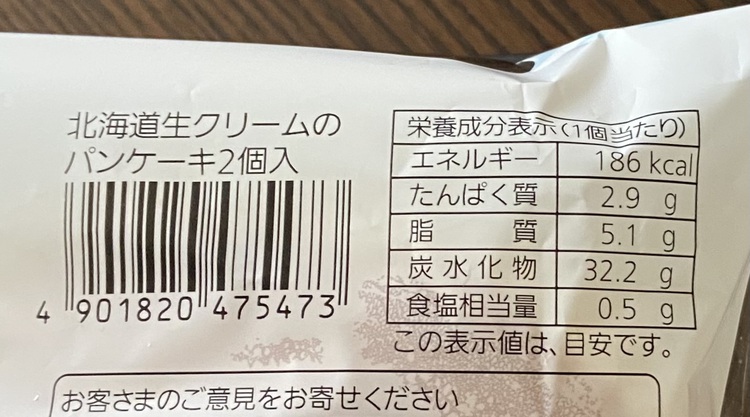 北海道生クリームの
パンケーキ2個入
4 901820 475473
栄養成分表示(1個当たり)
エネルギー 186 kcal
たんぱく質 2.9 g
脂 質 5.1 g
炭水化物 32.2 g
食塩相当量 0.5 g
この表示値は、目安です。
お客さまのご意見をお寄せください